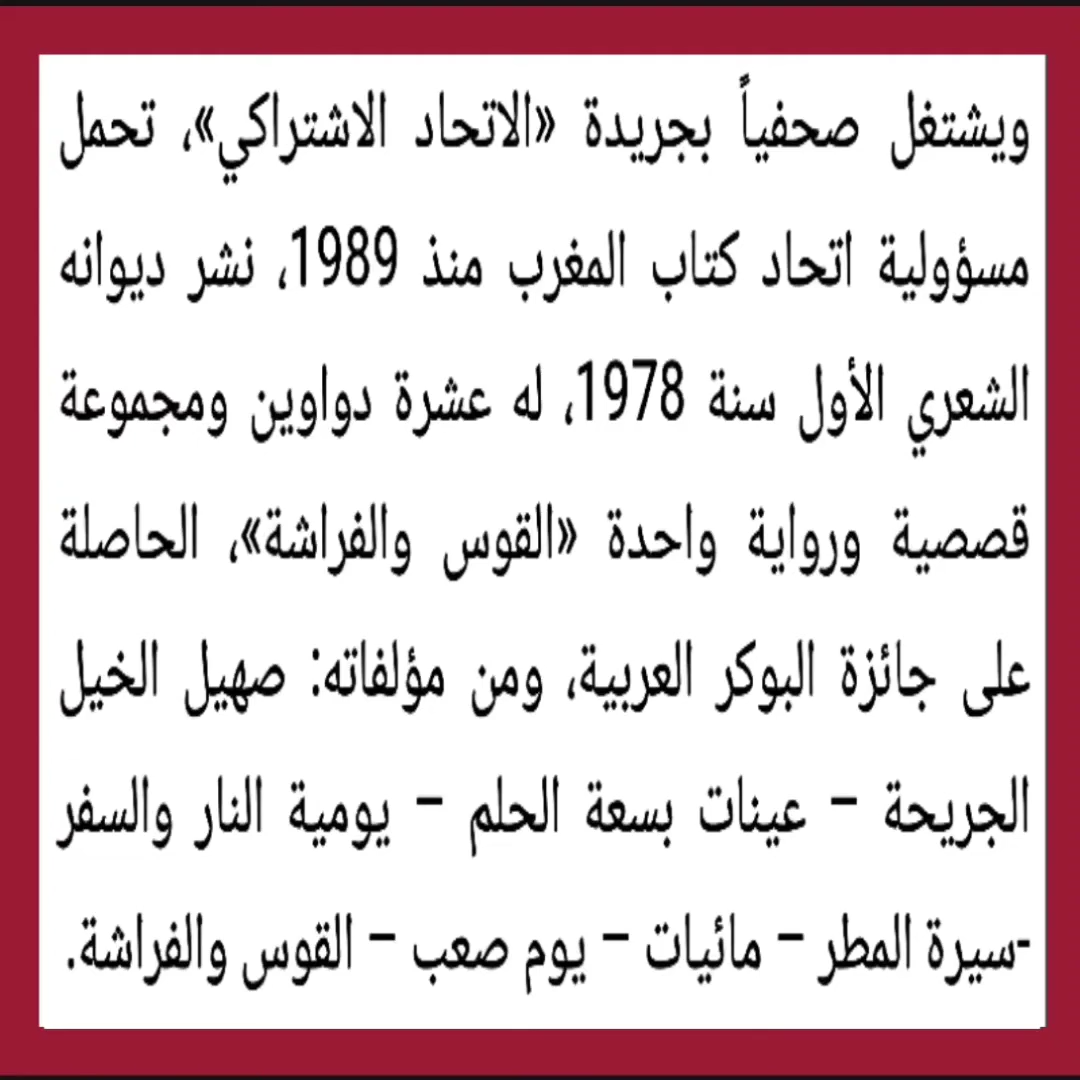 ويشتغل صحفياً بجريدة «الاتحاد الاشتراكي»، تحمل
مسؤولية اتحاد كتاب المغرب منذ 1989، نشر ديوانه
الشعري الأول سنة 1978، له عشرة دواوين ومجموعة
قصصية ورواية واحدة «القوس والفراشة»، الحاصلة
على جائزة البوكر العربية، ومن مؤلفاته: صهيل الخيل
الجريحة – عينات بسعة الحلم – يومية النار والسفر
-سيرة المطر – مائيات – يوم صعب – القوس والفراشة.